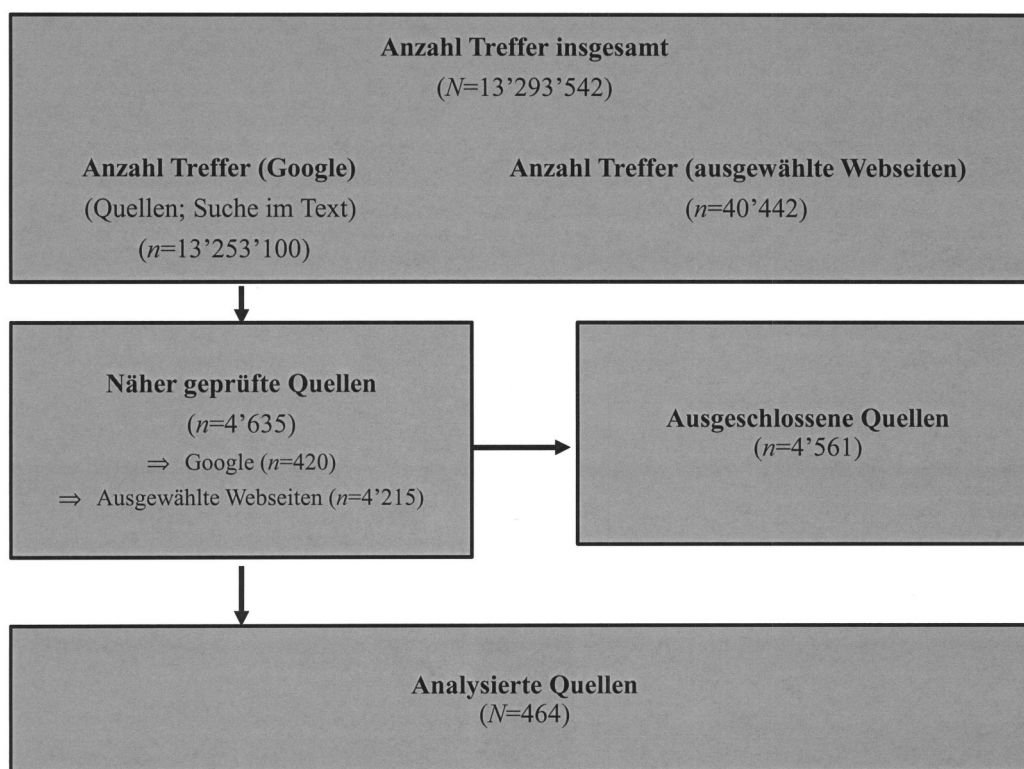 Anzahl Treffer insgesamt
(N=13’293’542)
Anzahl Treffer (Google)
(Quellen; Suche im Text)
(n=13’253’100)
Anzahl Treffer (ausgewählte Webseiten)
(n=40’442)
Näher geprüfte Quellen
(n=4’635)
⇒ Google (n=420)
⇒ Ausgewählte Webseiten (n=4’215)
Ausgeschlossene Quellen
(n=4’561)
Analysierte Quellen
(N=464)